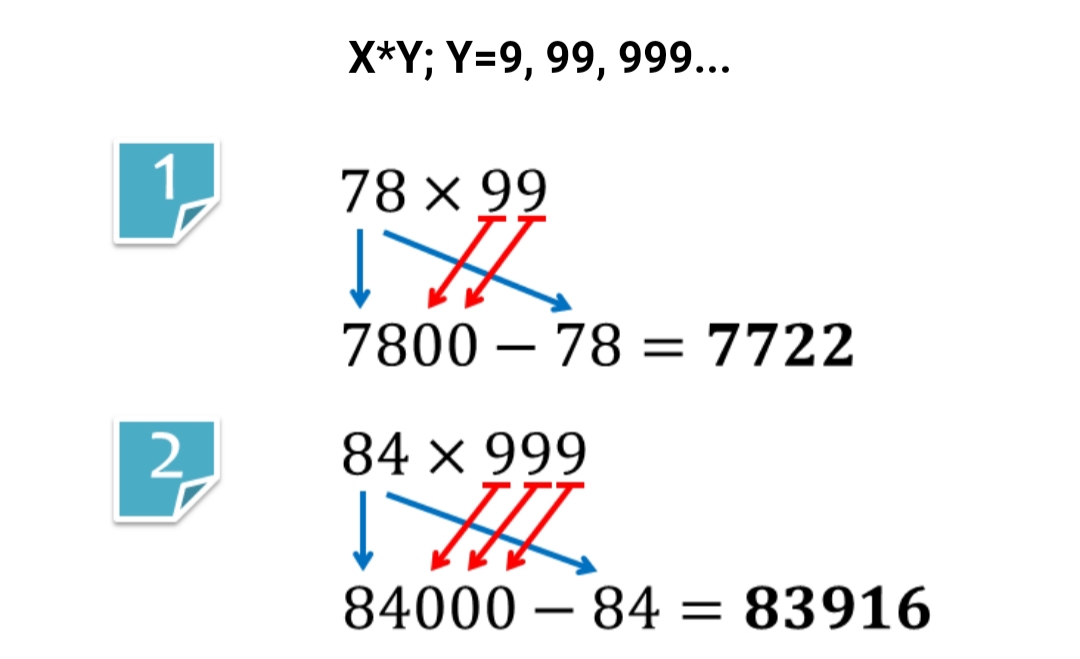 X*Y; Y=9, 99, 999...
1
78 × 99
7800 − 78 = 7722
2
84 × 999
84000 − 84 = 83916